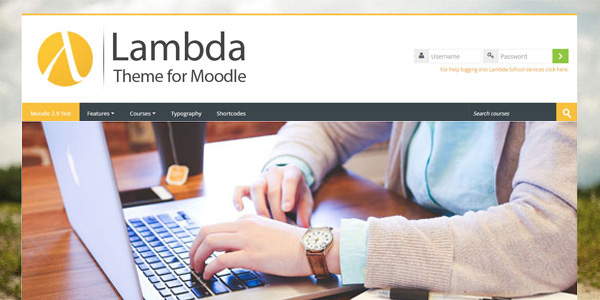 Lambda
Theme for Moodle
Username
Password
For help logging into Lambda School services click here.
Moodle 2.9 Test
Features
Courses
Typography
Shortcodes
Search courses